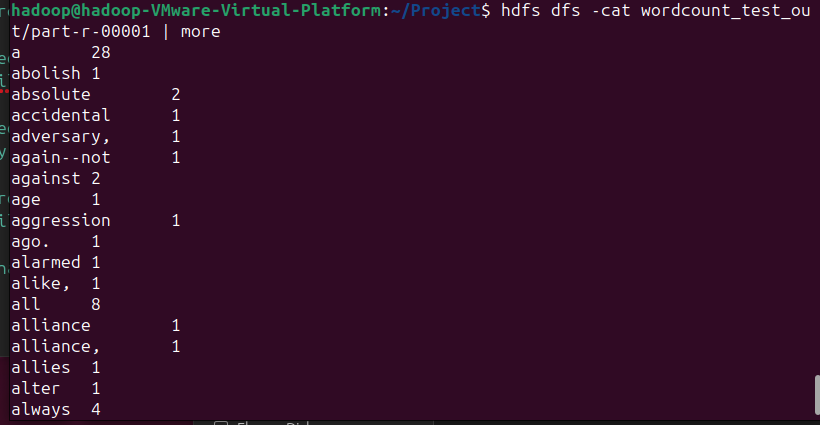 hadoop@hadoop-VMware-Virtual-Platform:~/Project$ hdfs dfs -cat wordcount_test_ou
t/part-r-00001 | more
a 28
abolish 1
absolute 2
accidental 1
adversary, 1
again--not 1
against 2
age 1
aggression 1
ago. 1
alarmed 1
alike, 1
all 8
alliance 1
alliance, 1
allies 1
alter 1
always 4